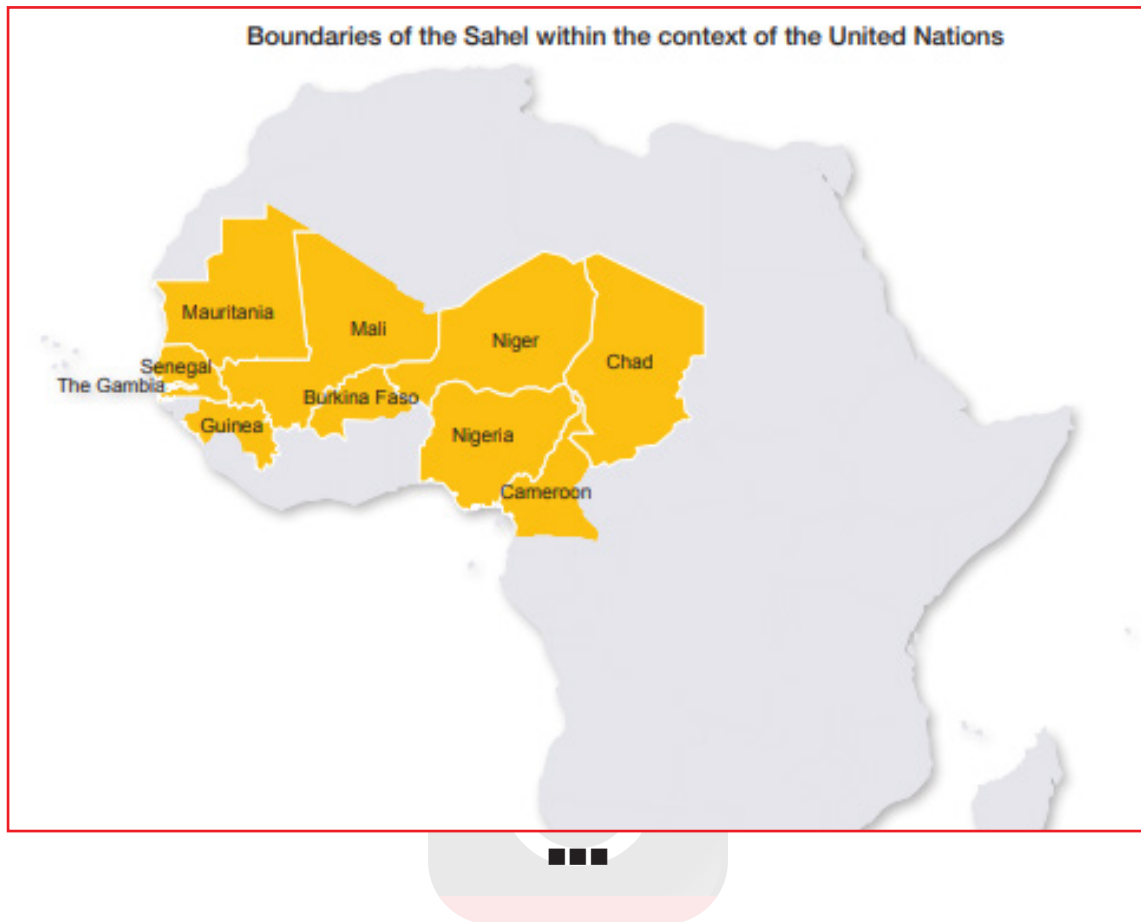 Boundaries of the Sahel within the context of the United Nations
Mauritania
Mali
Niger
Chad
Senegal
The Gambia
Burkina Faso
Guinea
Nigeria
Cameroon